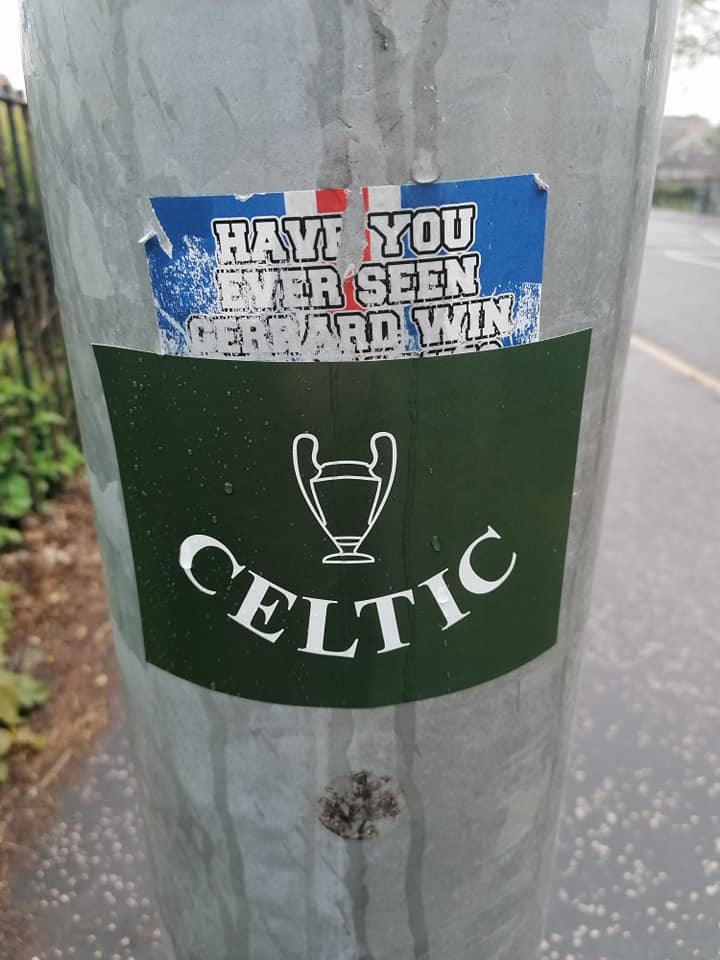 HAVE YOU
EVER SEEN
GERRARD WIN
CELTIC